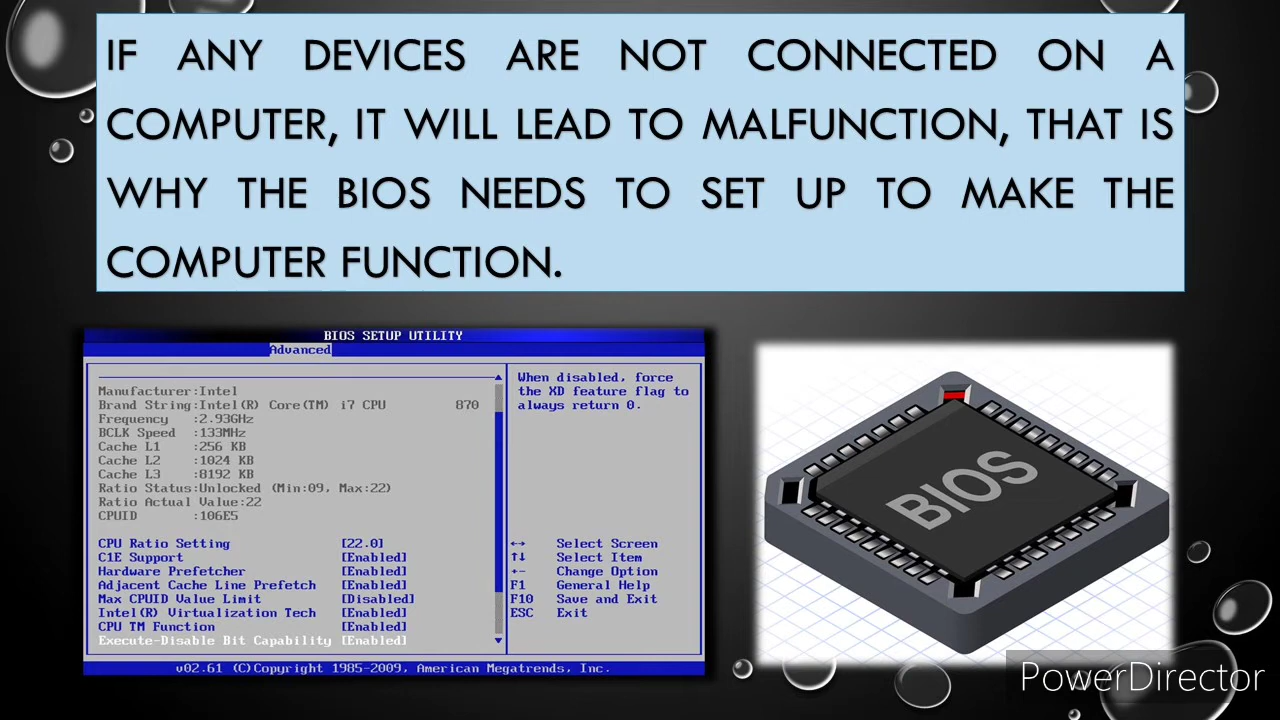 IF ANY DEVICES ARE NOT CONNECTED ON A
COMPUTER, IT WILL LEAD TO MALFUNCTION, THAT IS
WHY THE BIOS NEEDS TO SET UP TO MAKE THE
COMPUTER FUNCTION.
BIOS SETUP UTILITY
Advanced
Manufacturer:Intel
Brand String:Intel(R) Core(TM) i7 CPU 870
Frequency :2.93GHz
BCLK Speed :133MHz
Cache L1 :256 KB
Cache L2 :1024 KB
Cache L3 :8192 KB
Ratio Status:Unlocked (Min:09, Max:22)
Ratio Actual Value:22
CPUID :106E5
CPU Ratio Setting [22.0]
C1E Support [Enabled]
Hardware Prefetcher [Enabled]
Adjacent Cache Line Prefetch [Enabled]
Max CPUID Value Limit [Disabled]
Intel(R) Virtualization Tech [Enabled]
CPU TM Function [Enabled]
Execute-Disable Bit Capability [Enabled]
When disabled, force
the XD feature flag to
always return 0.
↔ Select Screen
↑↓ Select Item
+- Change Option
F1 General Help
F10 Save and Exit
ESC Exit
v02.61 (C)Copyright 1985-2009, American Megatrends, Inc.
BIOS
PowerDirector